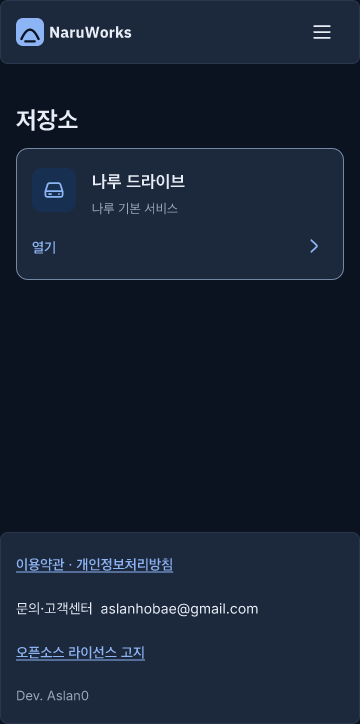 NaruWorks
저장소
나루 드라이브
나루 기본 서비스
열기
이용약관 · 개인정보처리방침
문의·고객센터 aslanhobae@gmail.com
오픈소스 라이선스 고지
Dev. Aslan0